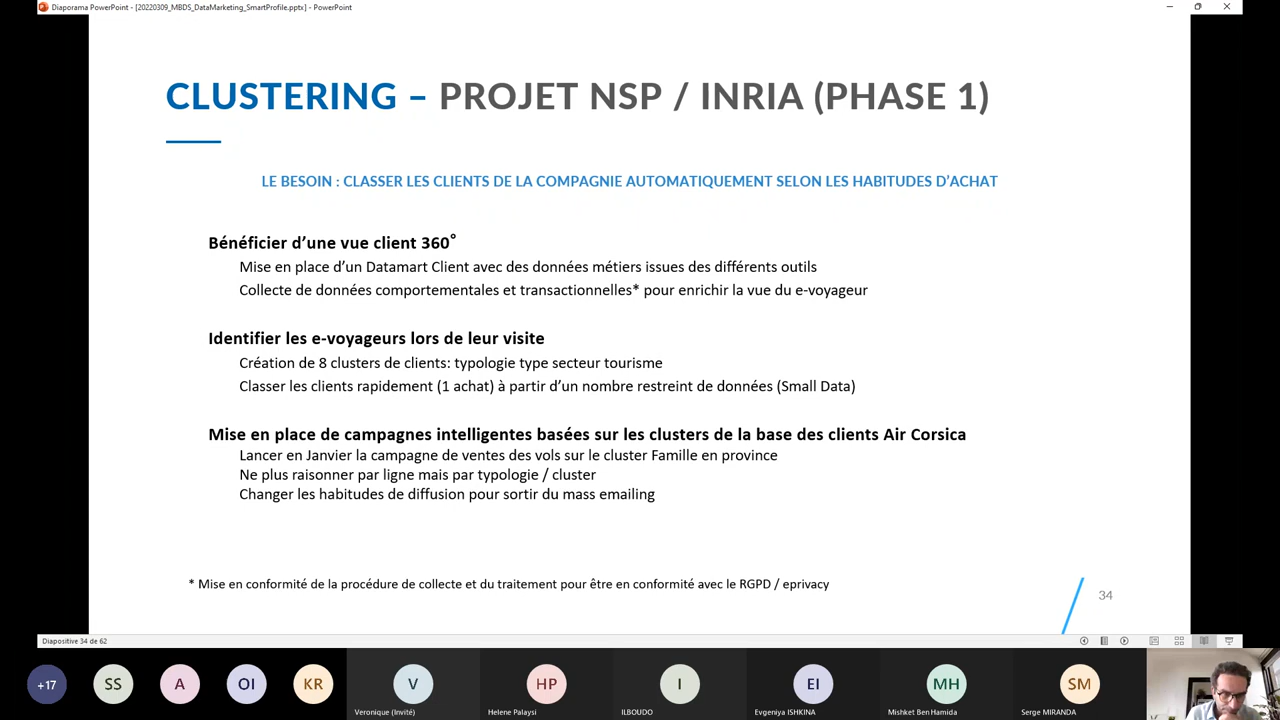 Diaporama PowerPoint - [20220309_MBDS_DataMarketing_SmartProfile.pptx] - PowerPoint
CLUSTERING – PROJET NSP / INRIA (PHASE 1)
LE BESOIN : CLASSER LES CLIENTS DE LA COMPAGNIE AUTOMATIQUEMENT SELON LES HABITUDES D’ACHAT
Bénéficier d’une vue client 360°
Mise en place d’un Datamart Client avec des données métiers issues des différents outils
Collecte de données comportementales et transactionnelles* pour enrichir la vue du e-voyageur
Identifier les e-voyageurs lors de leur visite
Création de 8 clusters de clients: typologie type secteur tourisme
Classer les clients rapidement (1 achat) à partir d’un nombre restreint de données (Small Data)
Mise en place de campagnes intelligentes basées sur les clusters de la base des clients Air Corsica
Lancer en Janvier la campagne de ventes des vols sur le cluster Famille en province
Ne plus raisonner par ligne mais par typologie / cluster
Changer les habitudes de diffusion pour sortir du mass emailing
* Mise en conformité de la procédure de collecte et du traitement pour être en conformité avec le RGPD / eprivacy
34
Diapositive 34 de 62
+17 SS A OI KR V HP I EI MH SM
Veronique (Invité) Helene Palaysi ILBOUDO Evgeniya ISHKINA Mishket Ben Hamida Serge MIRANDA